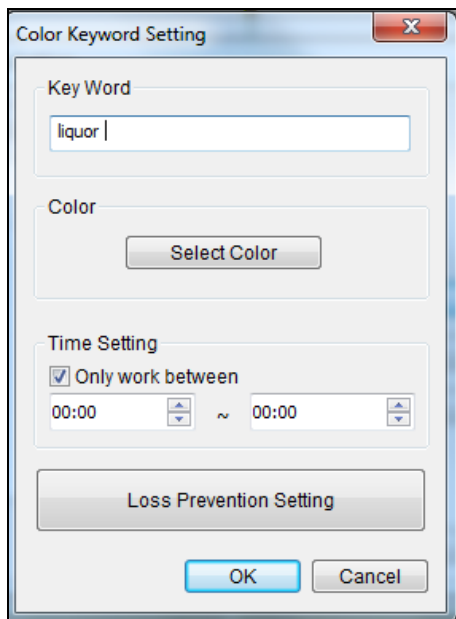 Color Keyword Setting
Key Word
liquor
Color
Select Color
Time Setting
Only work between
00:00 ~ 00:00
Loss Prevention Setting
OK Cancel